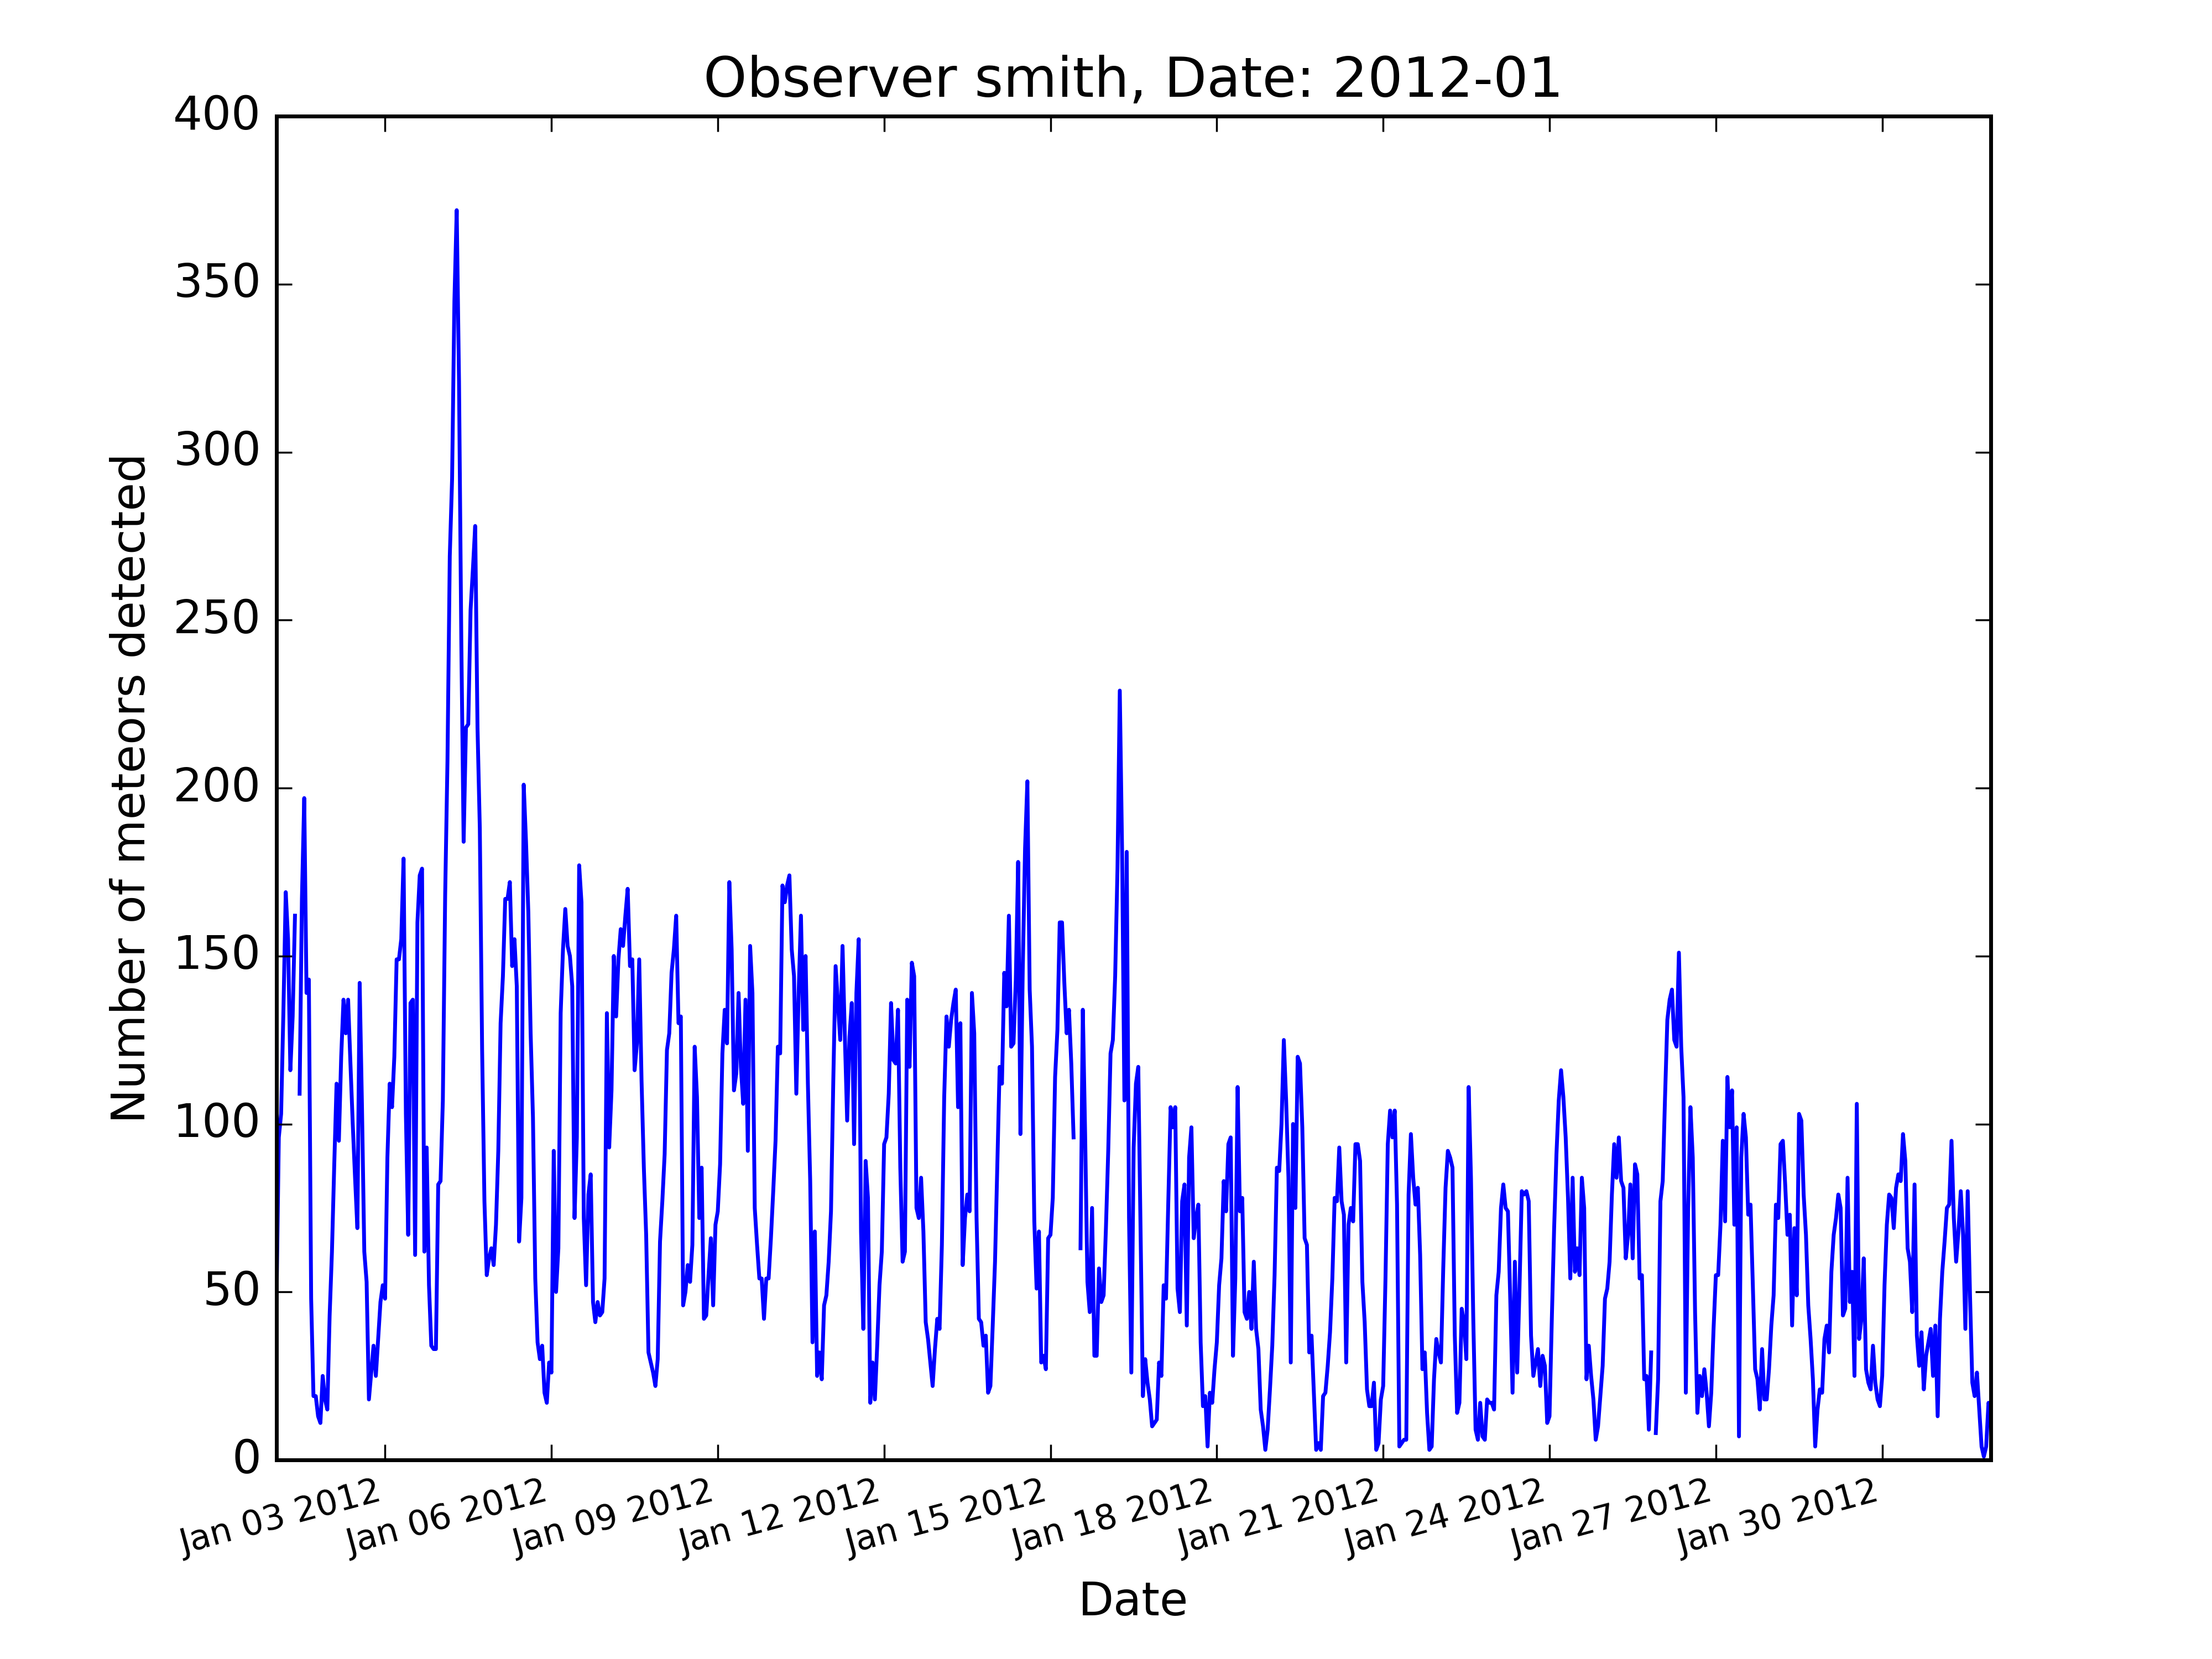 Observer smith, Date: 2012-01
400
350
300
250
200
150
100
50
0
Number of meteors detected
Jan 03 2012
Jan 06 2012
Jan 09 2012
Jan 12 2012
Jan 15 2012
Jan 18 2012
Jan 21 2012
Jan 24 2012
Jan 27 2012
Jan 30 2012
Date